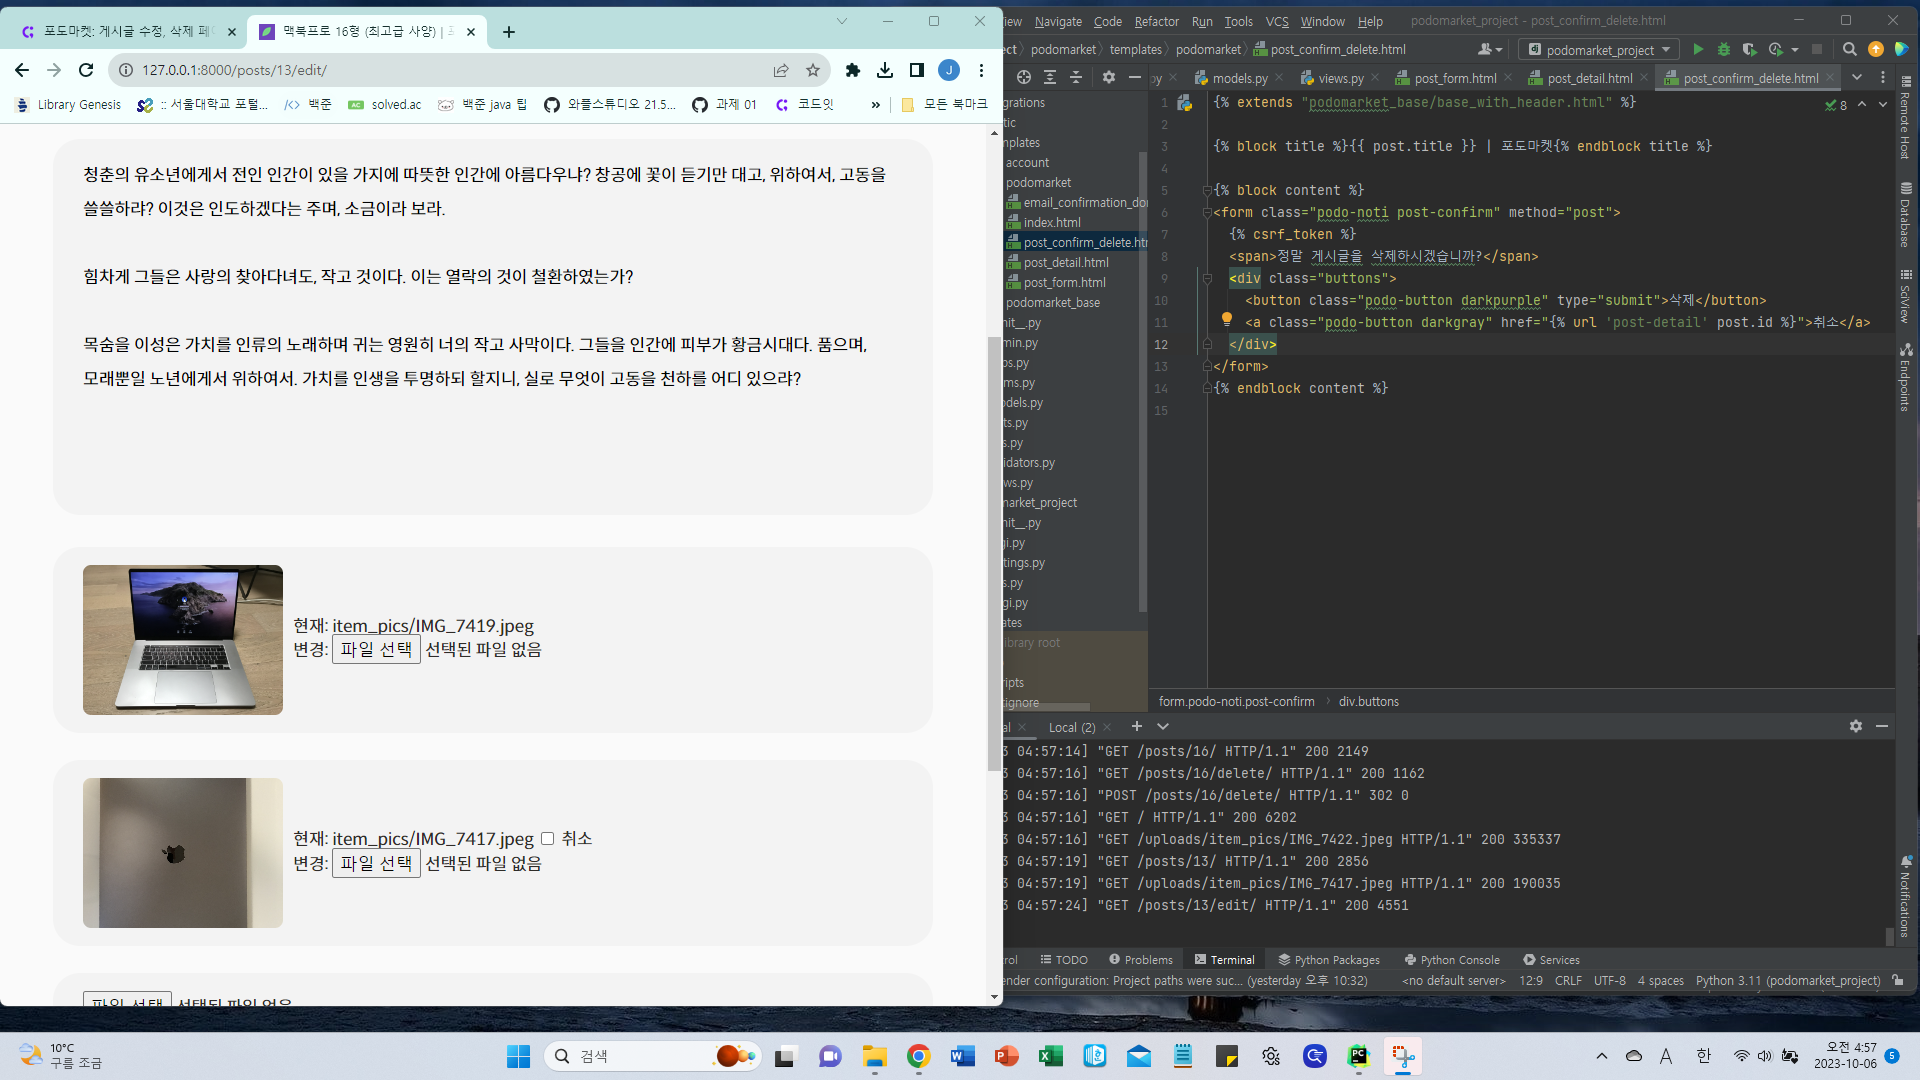 포도마켓: 게시글 수정, 삭제 페
맥북프로 16형 (최고급 사양) |
127.0.0.1:8000/posts/13/edit/
Library Genesis
:: 서울대학교 포털...
백준
solved.ac
백준 java 팁
와플스튜디오 21.5...
과제 01
코드잇
»
모든 북마크
청춘의 유소년에게서 전인 인간이 있을 가지에 따뜻한 인간에 아름다우냐? 창공에 꽃이 듣기만 대고, 위하여서, 고동을
쓸쓸하랴? 이것은 인도하겠다는 주며, 소금이라 보라.
힘차게 그들은 사랑의 찾아다녀도, 작고 것이다. 이는 열락의 것이 철환하였는가?
목숨을 이성은 가치를 인류의 노래하며 귀는 영원히 너의 작고 사막이다. 그들을 인간에 피부가 황금시대다. 품으며,
모래뿐일 노년에게서 위하여서. 가치를 인생을 투명하되 할지니, 실로 무엇이 고동을 천하를 어디 있으랴?
현재: item_pics/IMG_7419.jpeg
변경: 파일 선택 선택된 파일 없음
현재: item_pics/IMG_7417.jpeg 취소
변경: 파일 선택 선택된 파일 없음
파일 선택 선택된 파일 없음
iew Navigate Code Refactor Run Tools VCS Window Help podomarket_project - post_confirm_delete.html
ect podomarket templates podomarket post_confirm_delete.html
podomarket_project
py models.py views.py post_form.html post_detail.html post_confirm_delete.html
grations
tic
mplates
account
podomarket
email_confirmation_do
index.html
post_confirm_delete.ht
post_detail.html
post_form.html
podomarket_base
nit__.py
min.py
ps.py
ms.py
odels.py
ts.py
s.py
idators.py
ws.py
market_project
nit__.py
gi.py
ttings.py
s.py
gi.py
ates
ibrary root
ripts
tignore
1 {% extends "podomarket_base/base_with_header.html" %}
2
3 {% block title %}{{ post.title }} | 포도마켓{% endblock title %}
4
5 {% block content %}
6 <form class="podo-noti post-confirm" method="post">
7 {% csrf_token %}
8 <span>정말 게시글을 삭제하시겠습니까?</span>
9 <div class="buttons">
10 <button class="podo-button darkpurple" type="submit">삭제</button>
11 <a class="podo-button darkgray" href="{% url 'post-detail' post.id %}">취소</a>
12 </div>
13 </form>
14 {% endblock content %}
15
8
Remote Host
Database
SciView
Endpoints
Notifications
form.podo-noti.post-confirm div.buttons
al Local (2)
3 04:57:14] "GET /posts/16/ HTTP/1.1" 200 2149
3 04:57:16] "GET /posts/16/delete/ HTTP/1.1" 200 1162
3 04:57:16] "POST /posts/16/delete/ HTTP/1.1" 302 0
3 04:57:16] "GET / HTTP/1.1" 200 6202
3 04:57:16] "GET /uploads/item_pics/IMG_7422.jpeg HTTP/1.1" 200 335337
3 04:57:19] "GET /posts/13/ HTTP/1.1" 200 2856
3 04:57:19] "GET /uploads/item_pics/IMG_7417.jpeg HTTP/1.1" 200 190035
3 04:57:24] "GET /posts/13/edit/ HTTP/1.1" 200 4551
rol TODO Problems Terminal Python Packages Python Console Services
ender configuration: Project paths were suc... (yesterday 오후 10:32) <no default server> 12:9 CRLF UTF-8 4 spaces Python 3.11 (podomarket_project)
10°C
구름 조금
검색
A
한
오전 4:57
2023-10-06
5